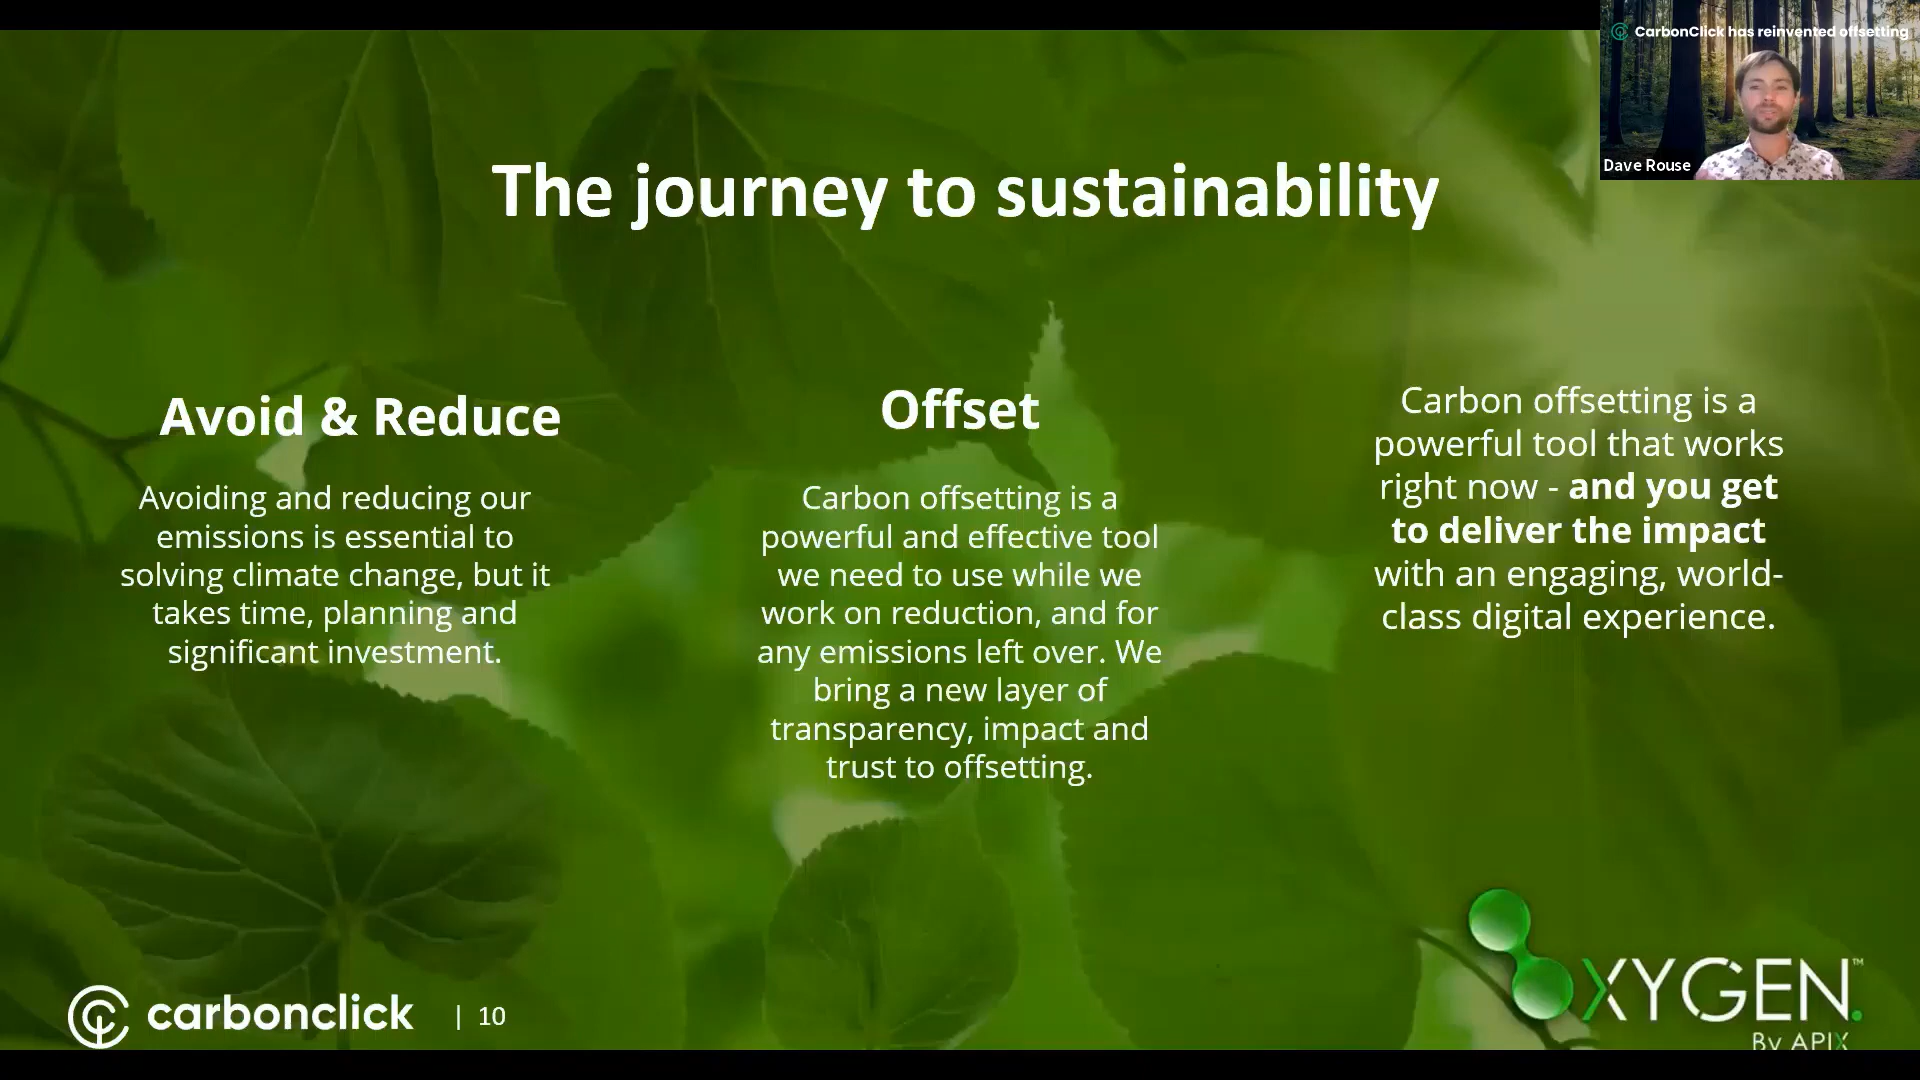 CarbonClick has reinvented offsetting
Dave Rouse
The journey to sustainability
Avoid & Reduce
Avoiding and reducing our
emissions is essential to
solving climate change, but it
takes time, planning and
significant investment.
Offset
Carbon offsetting is a
powerful and effective tool
we need to use while we
work on reduction, and for
any emissions left over. We
bring a new layer of
transparency, impact and
trust to offsetting.
Carbon offsetting is a
powerful tool that works
right now - and you get
to deliver the impact
with an engaging, world-
class digital experience.
carbonclick
| 10
OXYGEN™
By APIX